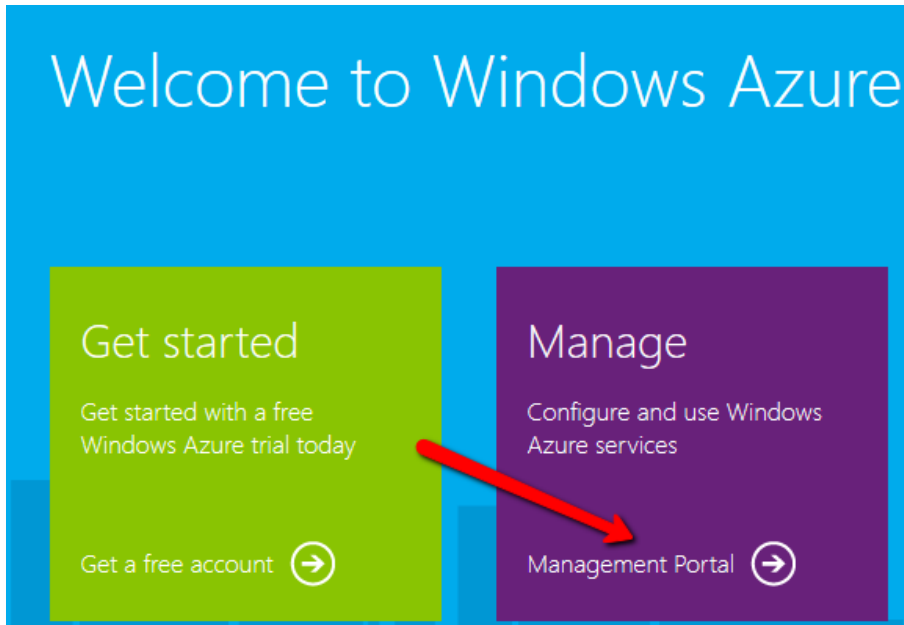 Welcome to Windows Azure
Get started
Get started with a free
Windows Azure trial today
Get a free account
Manage
Configure and use Windows
Azure services
Management Portal